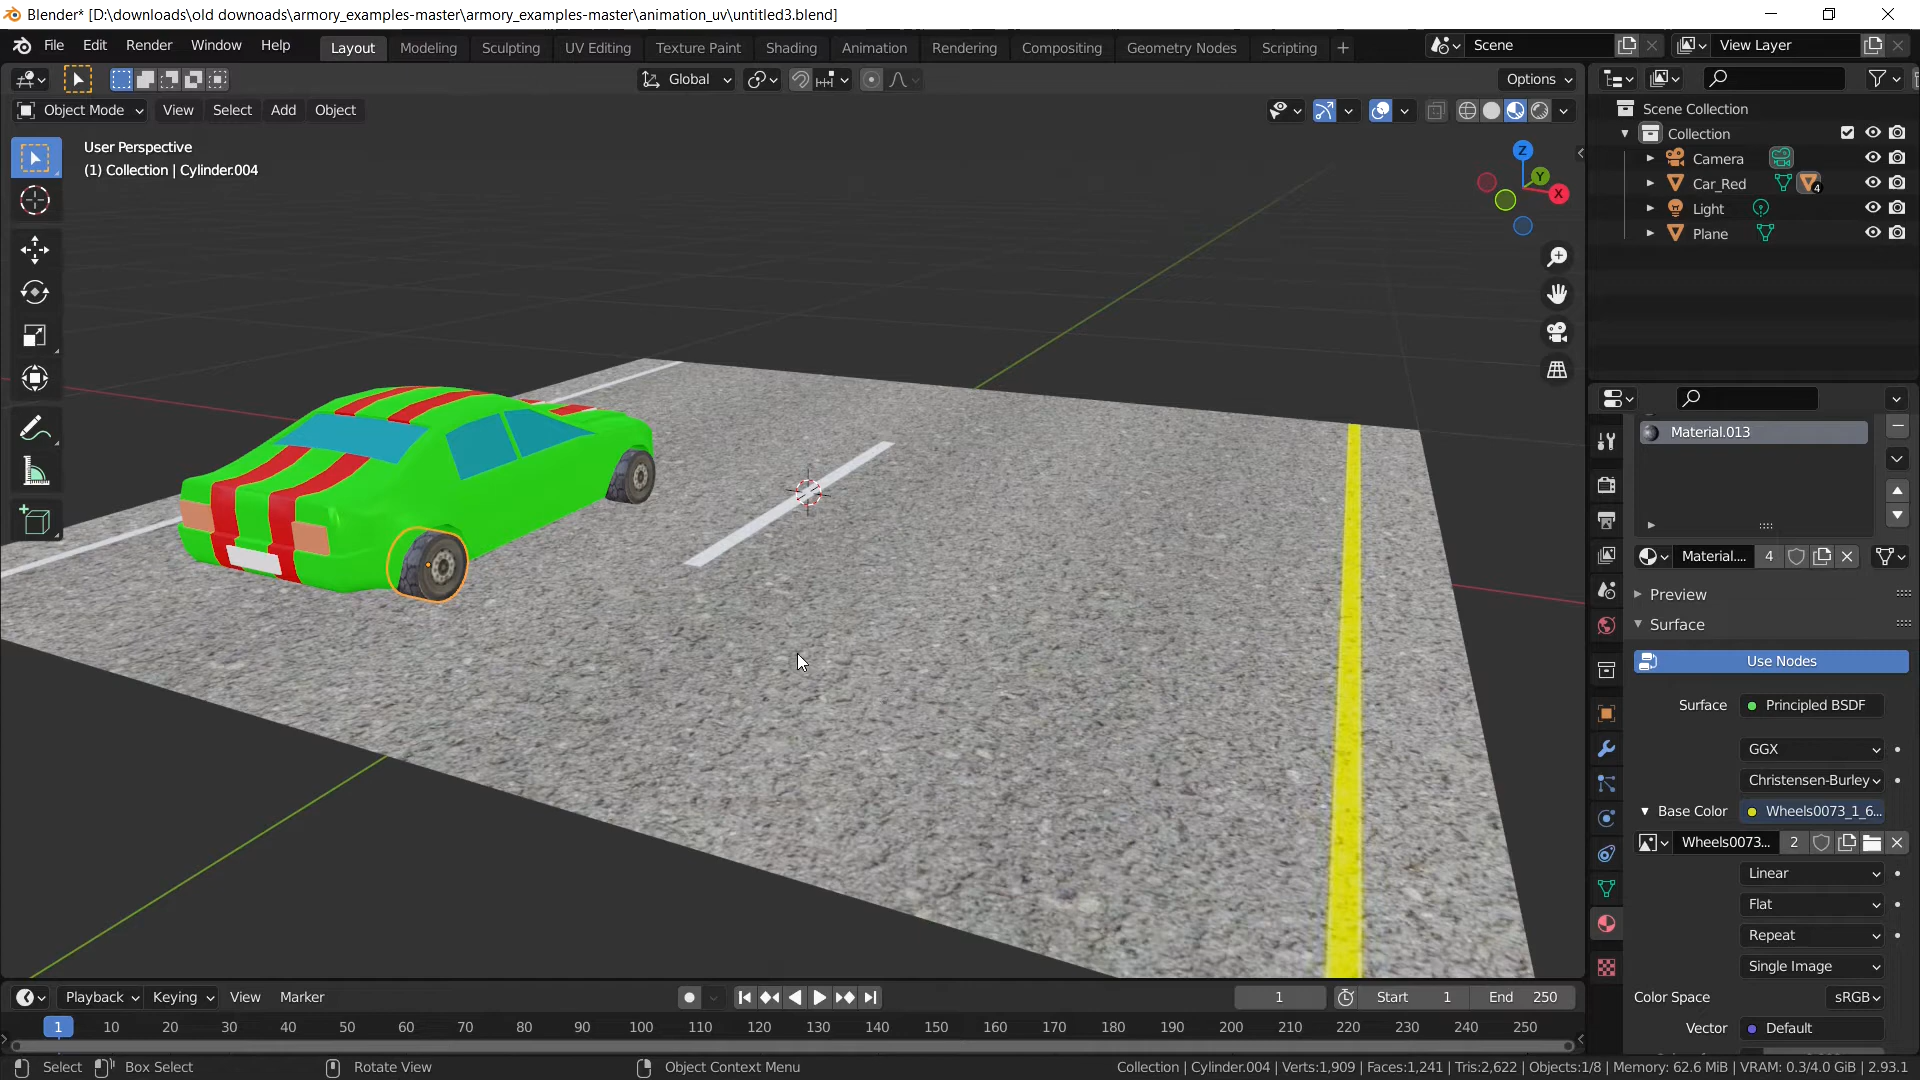 Blender* [D:\downloads\old downoads\armory_examples-master\armory_examples-master\animation_uv\untitled3.blend]
File Edit Render Window Help Layout Modeling Sculpting UV Editing Texture Paint Shading Animation Rendering Compositing Geometry Nodes Scripting + Scene View Layer
Global Options
Object Mode View Select Add Object
User Perspective
(1) Collection | Cylinder.004
Z
Y
X
Scene Collection
Collection
Camera
Car_Red 4
Light
Plane
Material.013
Material.... 4
Preview
Surface
Use Nodes
Surface Principled BSDF
GGX
Christensen-Burley
Base Color Wheels0073_1_6...
Wheels0073... 2
Linear
Flat
Repeat
Single Image
Color Space sRGB
Vector Default
Playback Keying View Marker 1 Start 1 End 250
1 10 20 30 40 50 60 70 80 90 100 110 120 130 140 150 160 170 180 190 200 210 220 230 240 250
Select Box Select Rotate View Object Context Menu Collection | Cylinder.004 | Verts:1,909 | Faces:1,241 | Tris:2,622 | Objects:1/8 | Memory: 62.6 MiB | VRAM: 0.3/4.0 GiB | 2.93.1